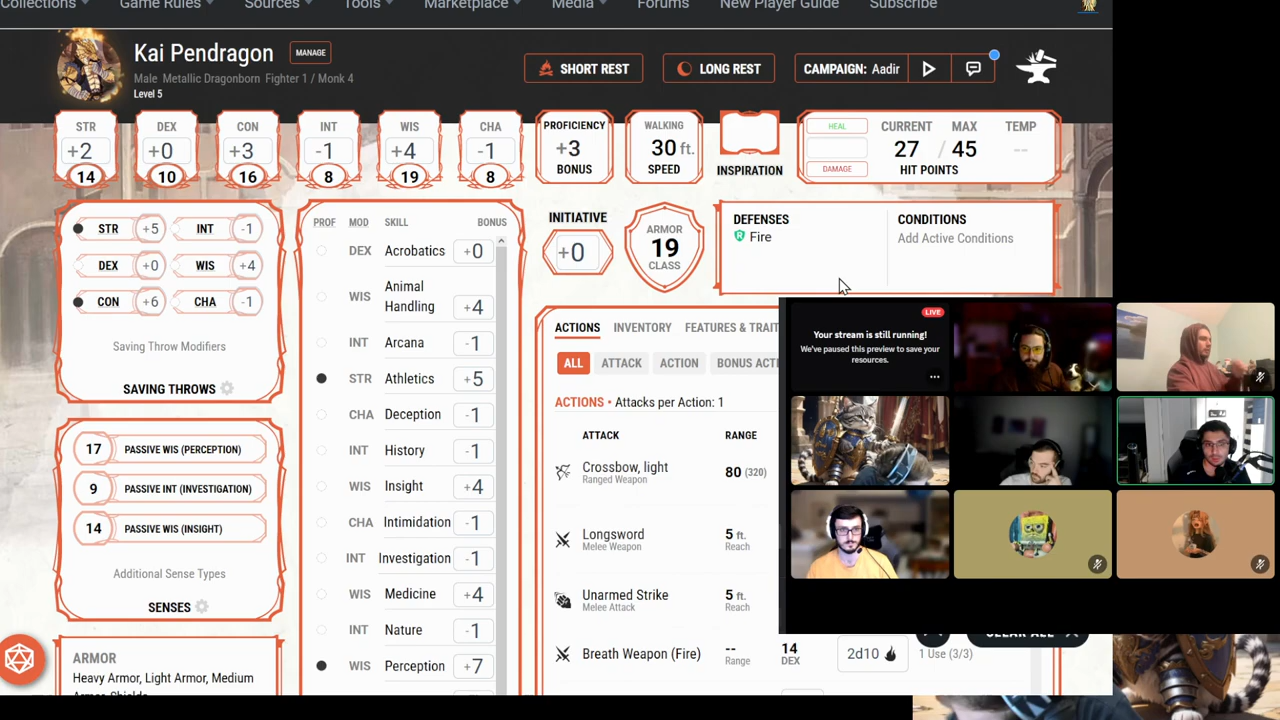 Collections
Game Rules
Sources
Tools
Marketplace
Media
Forums
New Player Guide
Subscribe
Kai Pendragon
MANAGE
Male Metallic Dragonborn Fighter 1 / Monk 4
Level 5
SHORT REST
LONG REST
CAMPAIGN: Aadir
STR
+2
14
DEX
+0
10
CON
+3
16
INT
-1
8
WIS
+4
19
CHA
-1
8
PROFICIENCY
+3
BONUS
WALKING
30 ft.
SPEED
INSPIRATION
HEAL
DAMAGE
CURRENT MAX TEMP
27 / 45 --
HIT POINTS
STR +5 INT -1
DEX +0 WIS +4
CON +6 CHA -1
Saving Throw Modifiers
SAVING THROWS
17 PASSIVE WIS (PERCEPTION)
9 PASSIVE INT (INVESTIGATION)
14 PASSIVE WIS (INSIGHT)
Additional Sense Types
SENSES
ARMOR
Heavy Armor, Light Armor, Medium
Armor, Shields
PROF MOD SKILL BONUS
DEX Acrobatics +0
WIS Animal Handling +4
INT Arcana -1
STR Athletics +5
CHA Deception -1
INT History -1
WIS Insight +4
CHA Intimidation -1
INT Investigation -1
WIS Medicine +4
INT Nature -1
WIS Perception +7
INITIATIVE
+0
ARMOR
19
CLASS
DEFENSES
Fire
CONDITIONS
Add Active Conditions
ACTIONS INVENTORY FEATURES & TRAIT
ALL ATTACK ACTION BONUS ACTI
ACTIONS • Attacks per Action: 1
ATTACK RANGE
Crossbow, light 80 (320)
Ranged Weapon
Longsword 5 ft.
Melee Weapon Reach
Unarmed Strike 5 ft.
Melee Attack Reach
Breath Weapon (Fire) -- 14 2d10 1 Use (3/3)
Range DEX
CLEAR ALL
LIVE
Your stream is still running!
We've paused this preview to save your
resources.